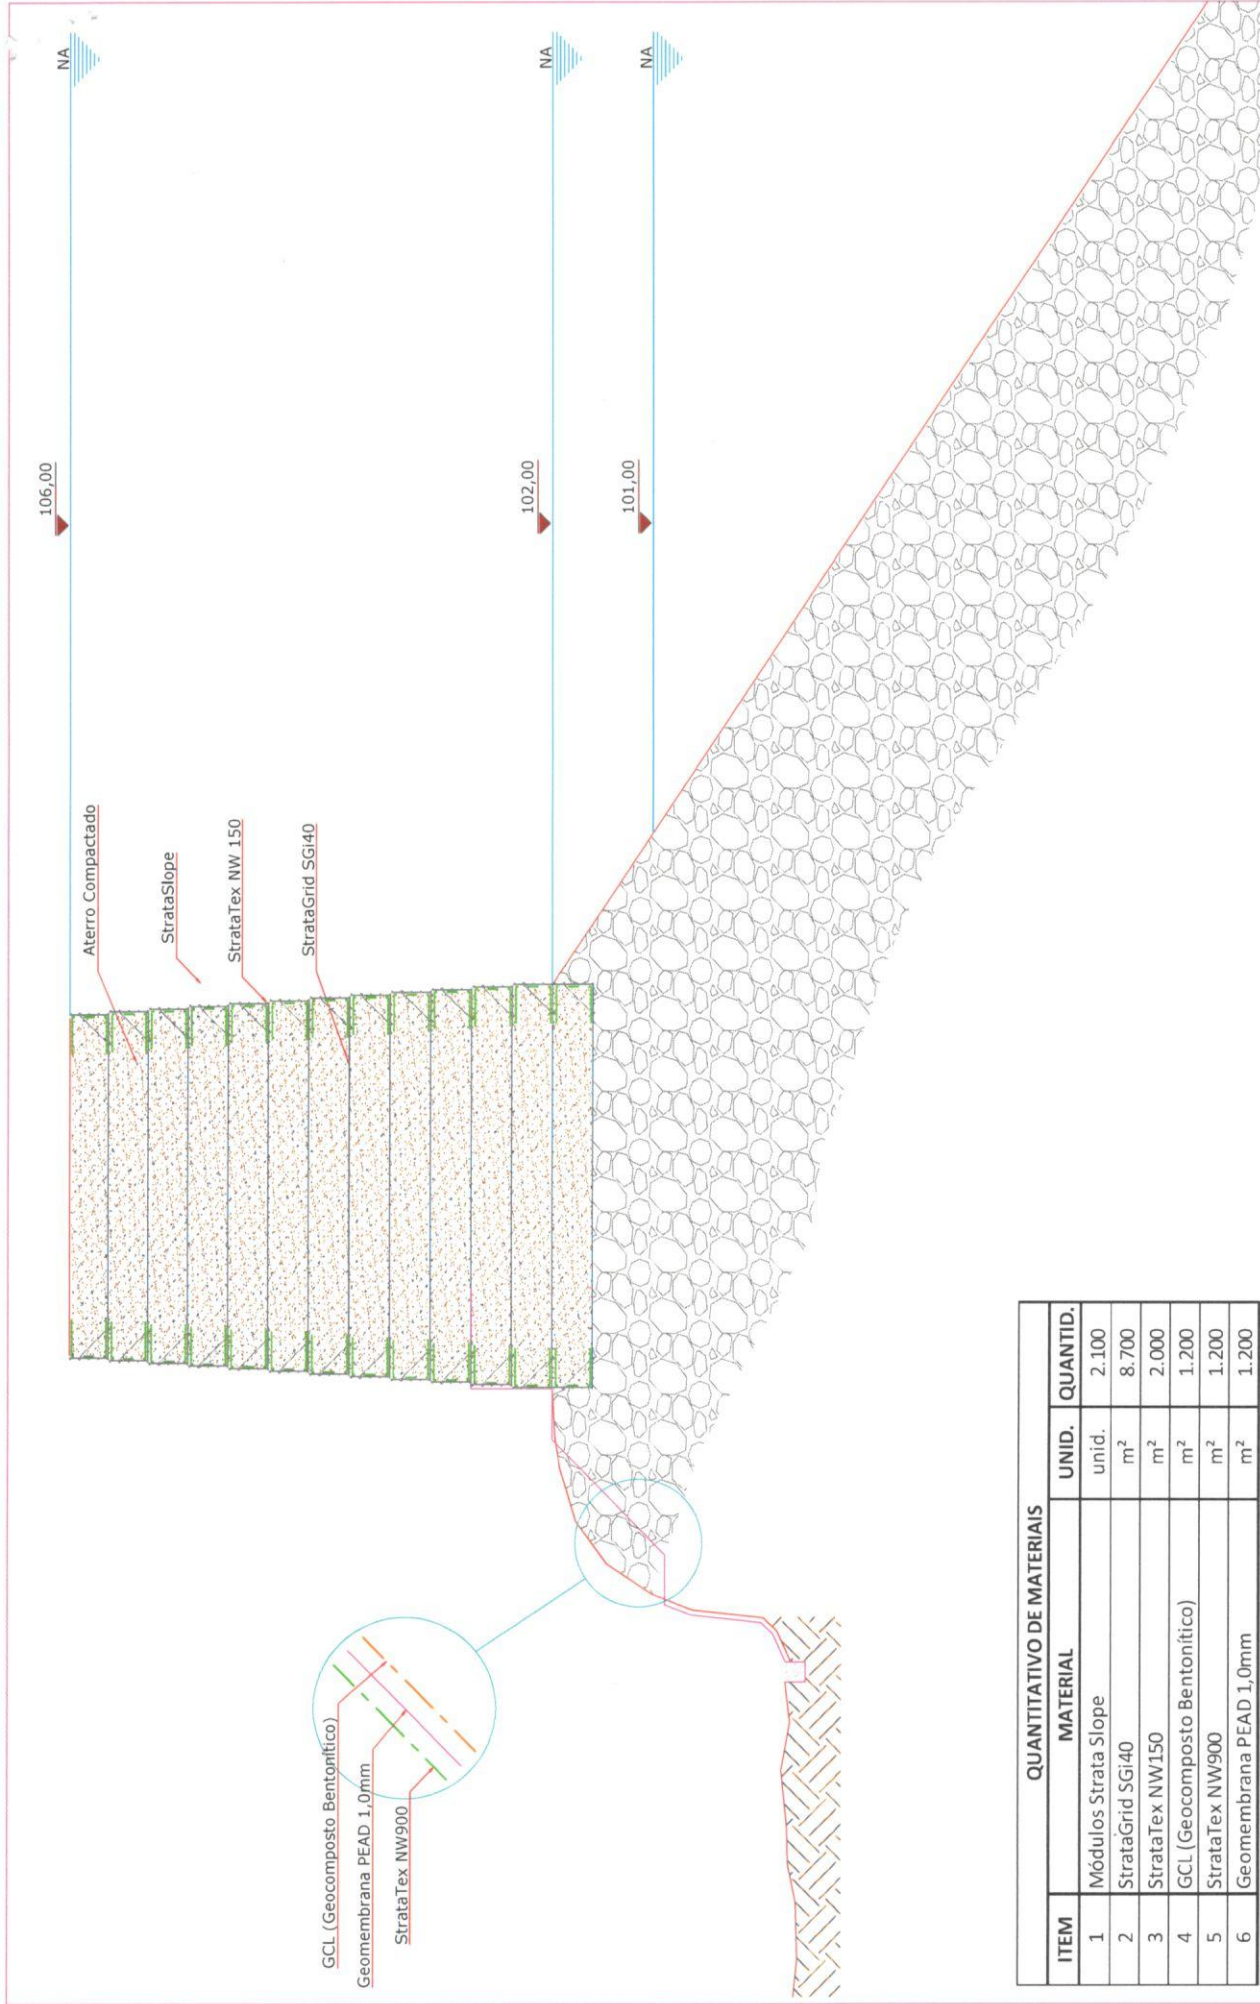 NA
106,00
NA
102,00
NA
101,00
Aterro Compactado
StrataSlope
StrataTex NW 150
StrataGrid SGi40
GCL (Geocomposto Bentonítico)
Geomembrana PEAD 1,0mm
StrataTex NW900
QUANTITATIVO DE MATERIAIS
ITEM MATERIAL UNID. QUANTID.
1 Módulos Strata Slope unid. 2.100
2 StrataGrid SGi40 m² 8.700
3 StrataTex NW150 m² 2.000
4 GCL (Geocomposto Bentonítico) m² 1.200
5 StrataTex NW900 m² 1.200
6 Geomembrana PEAD 1,0mm m² 1.200